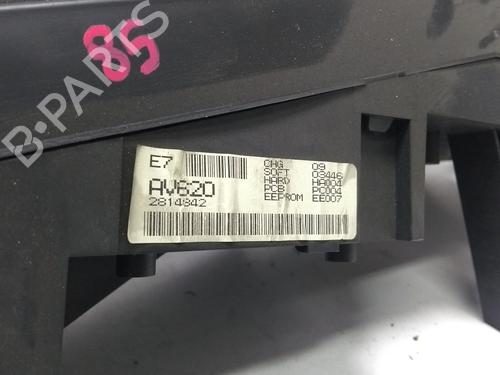 85
B-PARTS
E7
AV620
2814842
CHG 09
SOFT 03446
HARD HA004
PCB PC004
EEPROM EE007